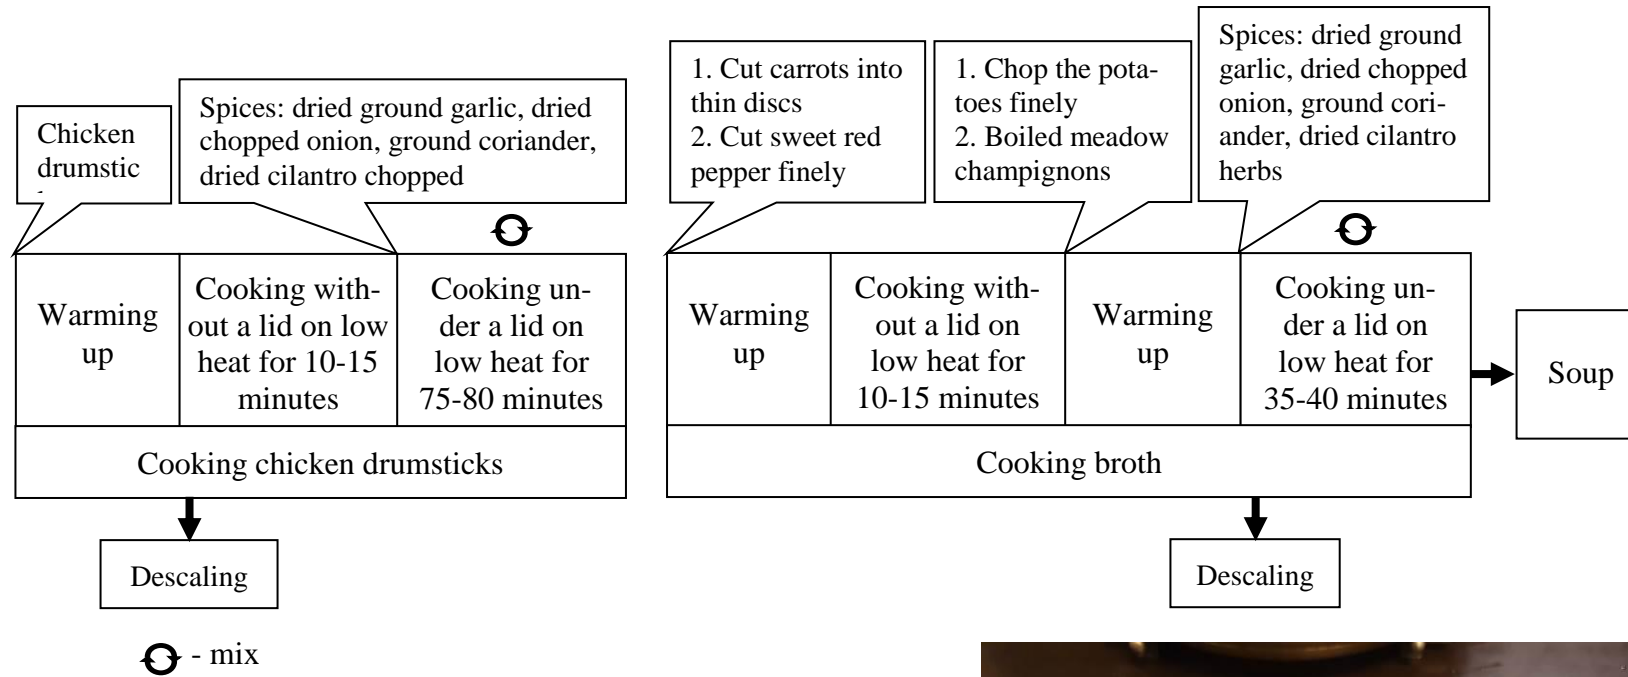 Chicken
drumstic
Spices: dried ground garlic, dried
chopped onion, ground coriander,
dried cilantro chopped
Warming
up
Cooking with-
out a lid on low
heat for 10-15
minutes
Cooking un-
der a lid on
low heat for
75-80 minutes
Cooking chicken drumsticks
Descaling
- mix
1. Cut carrots into
thin discs
2. Cut sweet red
pepper finely
1. Chop the pota-
toes finely
2. Boiled meadow
champignons
Spices: dried ground
garlic, dried chopped
onion, ground cori-
ander, dried cilantro
herbs
Warming
up
Cooking with-
out a lid on
low heat for
10-15 minutes
Warming
up
Cooking un-
der a lid on
low heat for
35-40 minutes
Cooking broth
Descaling
Soup